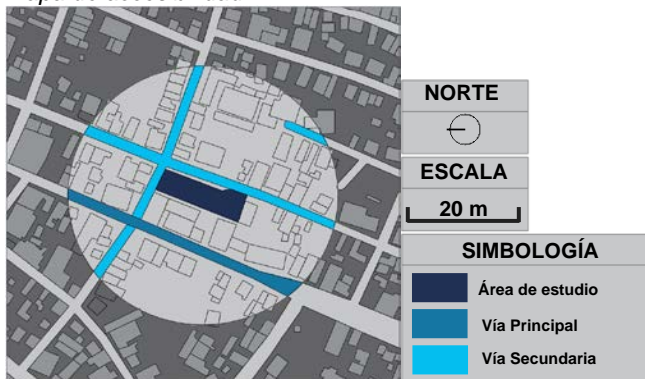 NORTE
ESCALA
20 m
SIMBOLOGÍA
Área de estudio
Vía Principal
Vía Secundaria